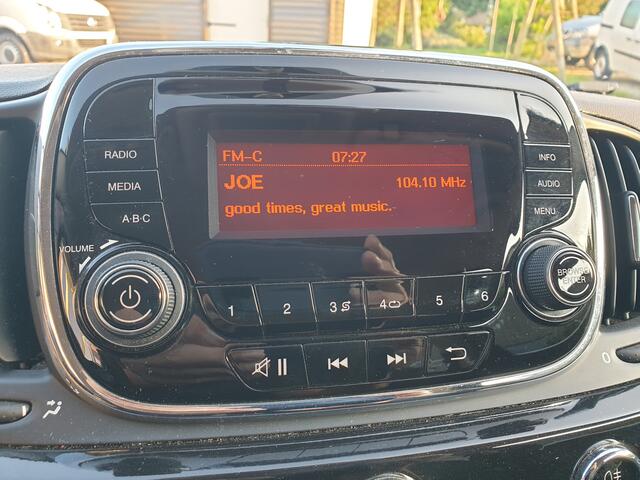 FM-C 07:27
JOE 104.10 MHz
good times, great music.
RADIO
MEDIA
A·B·C
INFO
AUDIO
MENU
VOLUME
BROWSE
ENTER
1 2 3 4 5 6
0